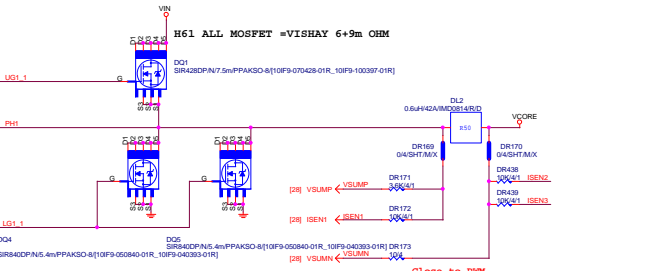 VIN
H61 ALL MOSFET =VISHAY 6+9m OHM
D1 D2 D3 D4 D5
DQ1
SIR428DP/N/7.5m/PPAKSO-8/[10IF9-070428-01R_10IF9-100397-01R]
UG1_1
G
PH1
DL2
0.6uH/42A/IMD0814/R/D
R50
VCORE
D1 D2 D3 D4 D5
D1 D2 D3 D4 D5
DR169
0/4/SHT/M/X
DR170
0/4/SHT/M/X
G
G
DR438
10K/4/1 ISEN2
[28] VSUMP VSUMP
DR171
3.6K/4/1
DR439
10K/4/1 ISEN3
[28] ISEN1 ISEN1
DR172
10K/4/1
LG1_1
DQ4
DQ5
SIR840DP/N/5.4m/PPAKSO-8/[10IF9-050840-01R_10IF9-040393-01R]
SIR840DP/N/5.4m/PPAKSO-8/[10IF9-050840-01R_10IF9-040393-01R]
[28] VSUMN VSUMN
DR173
10/4
Close to PWM